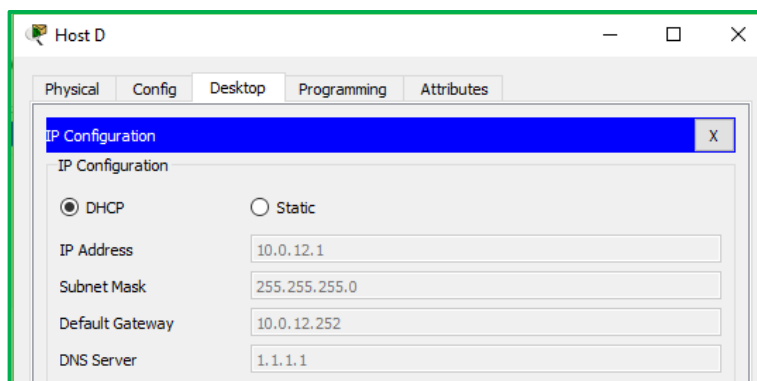 Host D
Physical Config Desktop Programming Attributes
IP Configuration X
IP Configuration
DHCP Static
IP Address 10.0.12.1
Subnet Mask 255.255.255.0
Default Gateway 10.0.12.252
DNS Server 1.1.1.1